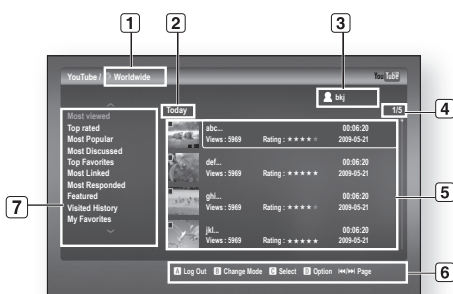 1 2 3
YouTube / Worldwide YouTube
bkj
Today 1/5
4
Most viewed
Top rated
Most Popular
Most Discussed
Top Favorites
Most Linked
Most Responded
Featured
Visited History
My Favorites
7
abc... 00:06:20
Views : 5969 Rating : ★★★★★ 2009-05-21
def... 00:06:20
Views : 5969 Rating : ★★★★★ 2009-05-21
ghi... 00:06:20
Views : 5969 Rating : ★★★★★ 2009-05-21
jkl... 00:06:20
Views : 5969 Rating : ★★★★★ 2009-05-21
5
A Log Out B Change Mode C Select D Option ⏮/⏭ Page
6